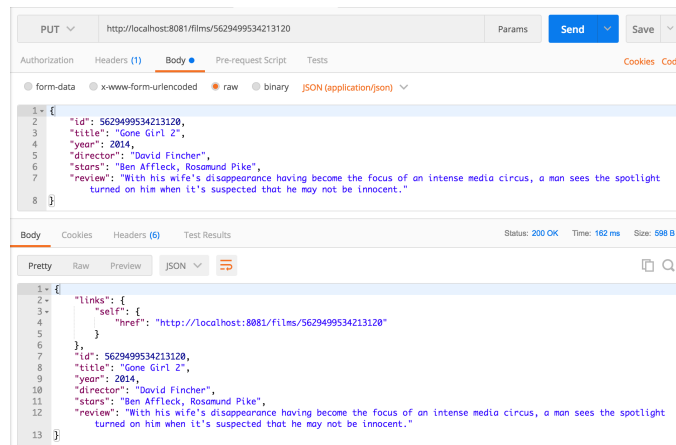 PUT http://localhost:8081/films/5629499534213120 Params Send Save
Authorization Headers (1) Body Pre-request Script Tests Cookies Cod
form-data x-www-form-urlencoded raw binary JSON (application/json)
1 {
2 "id": 5629499534213120,
3 "title": "Gone Girl 2",
4 "year": 2014,
5 "director": "David Fincher",
6 "stars": "Ben Affleck, Rosamund Pike",
7 "review": "With his wife's disappearance having become the focus of an intense media circus, a man sees the spotlight
turned on him when it's suspected that he may not be innocent."
8 }
Body Cookies Headers (6) Test Results Status: 200 OK Time: 162 ms Size: 598 B
Pretty Raw Preview JSON
1 {
2 "links": {
3 "self": {
4 "href": "http://localhost:8081/films/5629499534213120"
5 }
6 },
7 "id": 5629499534213120,
8 "title": "Gone Girl 2",
9 "year": 2014,
10 "director": "David Fincher",
11 "stars": "Ben Affleck, Rosamund Pike",
12 "review": "With his wife's disappearance having become the focus of an intense media circus, a man sees the spotlight
turned on him when it's suspected that he may not be innocent."
13 }